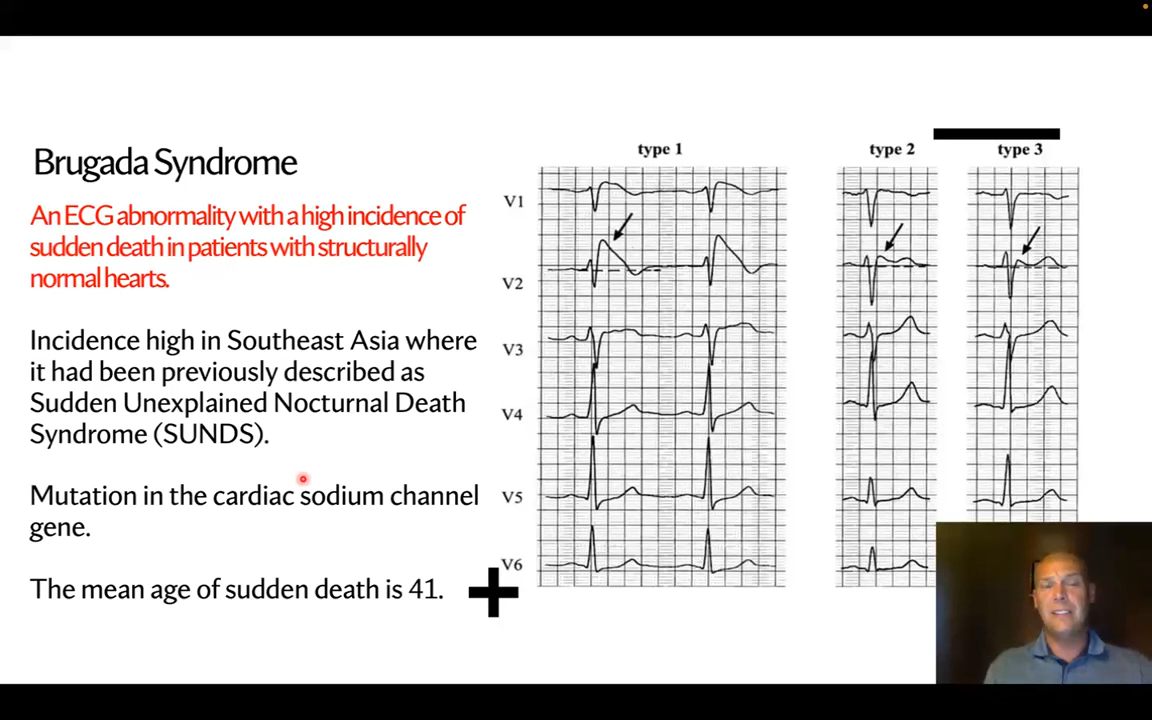 Brugada Syndrome
An ECG abnormality with a high incidence of
sudden death in patients with structurally
normal hearts.
Incidence high in Southeast Asia where
it had been previously described as
Sudden Unexplained Nocturnal Death
Syndrome (SUNDS).
Mutation in the cardiac sodium channel
gene.
The mean age of sudden death is 41.
type 1
type 2
type 3
V1
V2
V3
V4
V5
V6